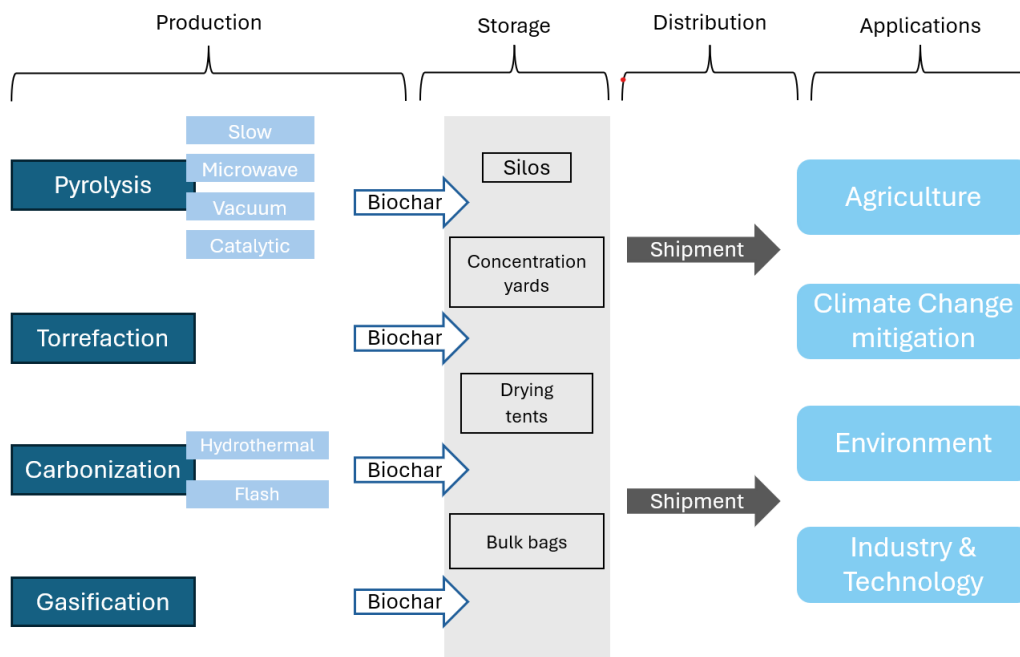 Production
Storage
Distribution
Applications
Slow
Pyrolysis
Microwave
Vacuum
Catalytic
Biochar
Silos
Concentration
yards
Shipment
Agriculture
Torrefaction
Biochar
Drying
tents
Climate Change
mitigation
Carbonization
Hydrothermal
Flash
Biochar
Bulk bags
Shipment
Environment
Gasification
Biochar
Industry &
Technology